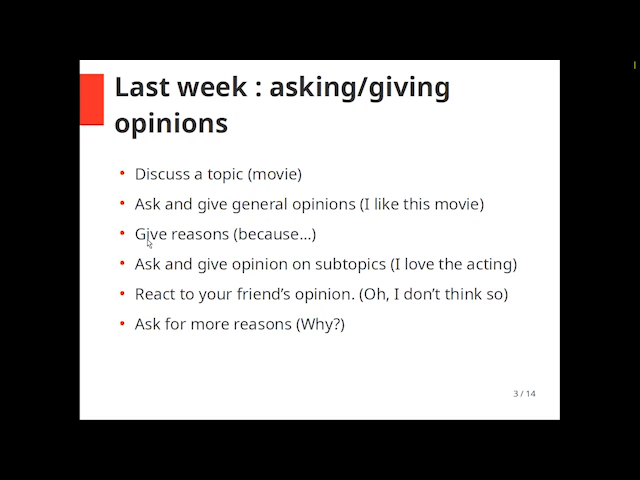 Last week : asking/giving
opinions
Discuss a topic (movie)
Ask and give general opinions (I like this movie)
Give reasons (because...)
Ask and give opinion on subtopics (I love the acting)
React to your friend’s opinion. (Oh, I don’t think so)
Ask for more reasons (Why?)
3 / 14